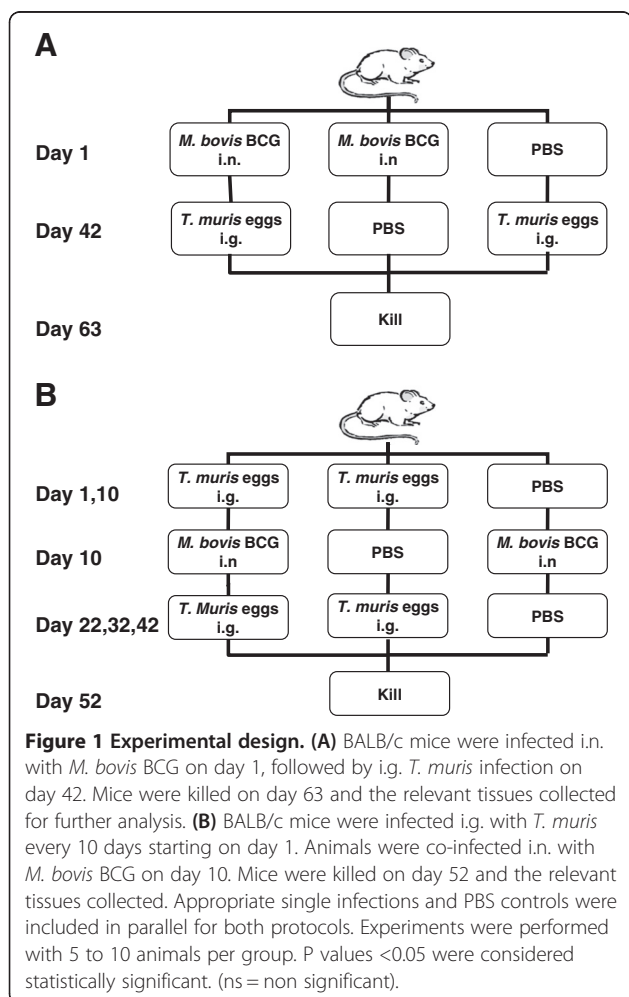 A
Day 1
M. bovis BCG
i.n.
M. bovis BCG
i.n
PBS
Day 42
T. muris eggs
i.g.
PBS
T. muris eggs
i.g.
Day 63
Kill
B
Day 1,10
T. muris eggs
i.g.
T. muris eggs
i.g.
PBS
Day 10
M. bovis BCG
i.n
PBS
M. bovis BCG
i.n
Day 22,32,42
T. Muris eggs
i.g.
T. muris eggs
i.g.
PBS
Day 52
Kill
Figure 1 Experimental design. (A) BALB/c mice were infected i.n.
with M. bovis BCG on day 1, followed by i.g. T. muris infection on
day 42. Mice were killed on day 63 and the relevant tissues collected
for further analysis. (B) BALB/c mice were infected i.g. with T. muris
every 10 days starting on day 1. Animals were co-infected i.n. with
M. bovis BCG on day 10. Mice were killed on day 52 and the relevant
tissues collected. Appropriate single infections and PBS controls were
included in parallel for both protocols. Experiments were performed
with 5 to 10 animals per group. P values <0.05 were considered
statistically significant. (ns = non significant).